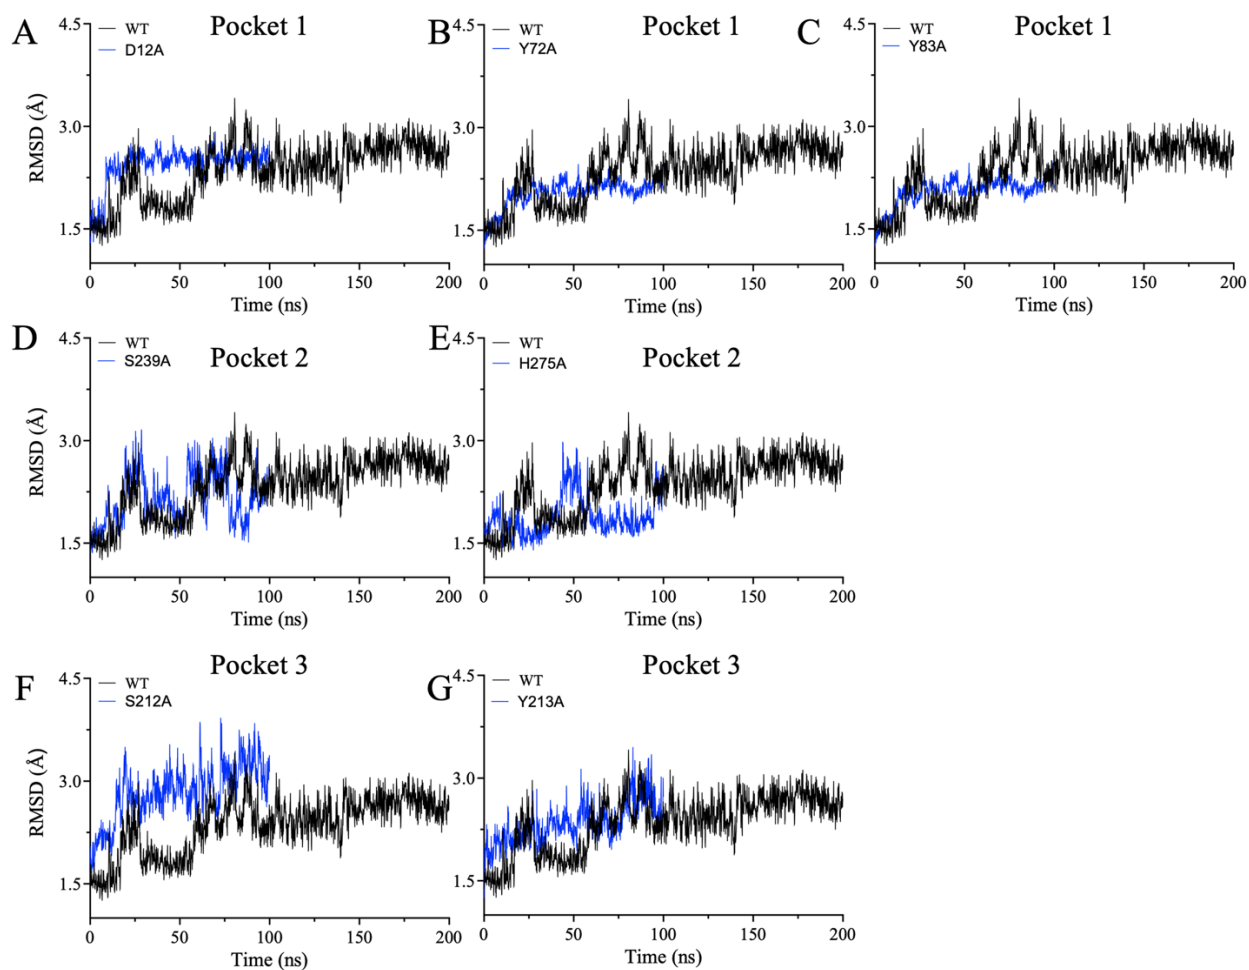 A
WT
D12A
Pocket 1
4.5
3.0
1.5
RMSD (Å)
0
50
100
150
200
Time (ns)
B
WT
Y72A
Pocket 1
4.5
3.0
1.5
0
50
100
150
200
Time (ns)
C
WT
Y83A
Pocket 1
4.5
3.0
1.5
0
50
100
150
200
Time (ns)
D
WT
S239A
Pocket 2
4.5
3.0
1.5
RMSD (Å)
0
50
100
150
200
Time (ns)
E
WT
H275A
Pocket 2
4.5
3.0
1.5
0
50
100
150
200
Time (ns)
F
WT
S212A
Pocket 3
4.5
3.0
1.5
RMSD (Å)
0
50
100
150
200
Time (ns)
G
WT
Y213A
Pocket 3
4.5
3.0
1.5
0
50
100
150
200
Time (ns)